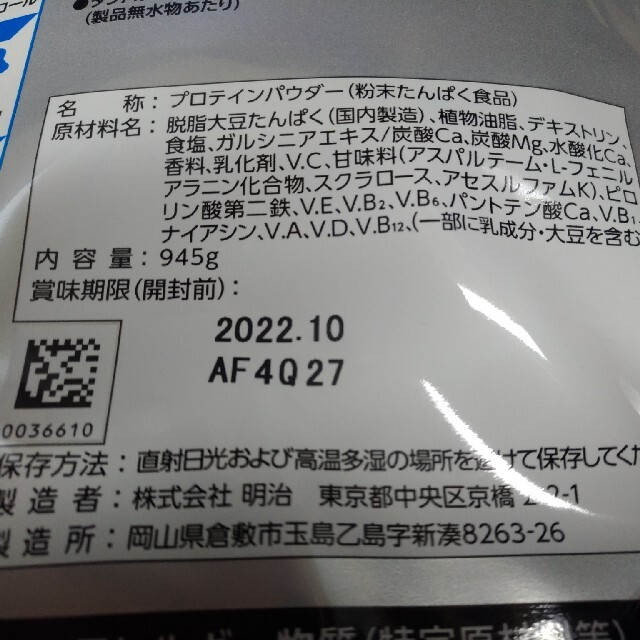 コール
(製品無水物あたり)
名 称：プロテインパウダー(粉末たんぱく食品)
原材料名：脱脂大豆たんぱく(国内製造)、植物油脂、デキストリン、
食塩、ガルシニアエキス/炭酸Ca、炭酸Mg、水酸化Ca、
香料、乳化剤、V.C、甘味料(アスパルテーム・L-フェニル
アラニン化合物、スクラロース、アセスルファムK)、ピロ
リン酸第二鉄、V.E、V.B₂、V.B₆、パントテン酸Ca、V.B₁
ナイアシン、V.A、V.D、V.B₁₂、(一部に乳成分・大豆を含む
内容量：945g
賞味期限(開封前)：
2022.10
AF4Q27
0036610
保存方法：直射日光および高温多湿の場所を避けて保存してくだ
製造者：株式会社 明治 東京都中央区京橋 2-2-1
製造所：岡山県倉敷市玉島乙島字新湊8263-26
物質(特定原材料等)